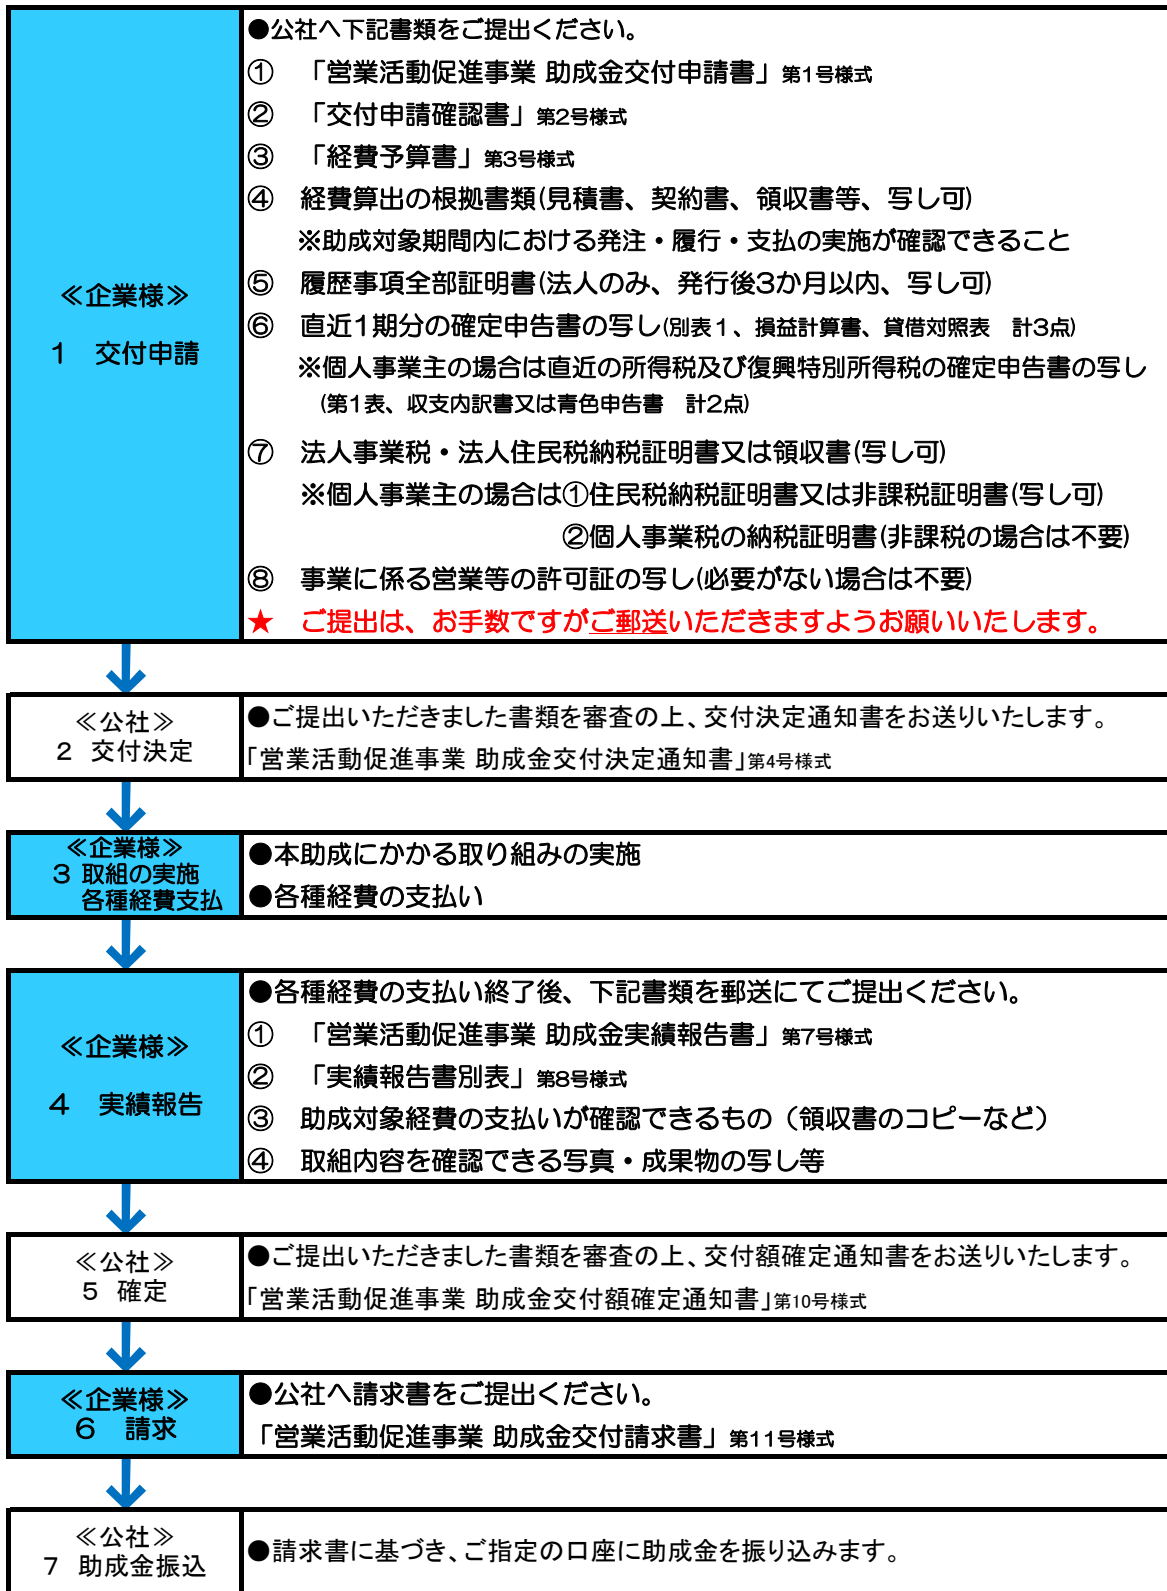 ≪企業様≫
1 交付申請
●公社へ下記書類をご提出ください。
① 「営業活動促進事業 助成金交付申請書」第1号様式
② 「交付申請確認書」第2号様式
③ 「経費予算書」第3号様式
④ 経費算出の根拠書類(見積書、契約書、領収書等、写し可)
※助成対象期間内における発注・履行・支払の実施が確認できること
⑤ 履歴事項全部証明書(法人のみ、発行後3か月以内、写し可)
⑥ 直近1期分の確定申告書の写し(別表1、損益計算書、貸借対照表 計3点)
※個人事業主の場合は直近の所得税及び復興特別所得税の確定申告書の写し
(第1表、収支内訳書又は青色申告書 計2点)
⑦ 法人事業税・法人住民税納税証明書又は領収書(写し可)
※個人事業主の場合は①住民税納税証明書又は非課税証明書(写し可)
②個人事業税の納税証明書(非課税の場合は不要)
⑧ 事業に係る営業等の許可証の写し(必要がない場合は不要)
★ ご提出は、お手数ですがご郵送いただきますようお願いいたします。
≪公社≫
2 交付決定
●ご提出いただきました書類を審査の上、交付決定通知書をお送りいたします。
「営業活動促進事業 助成金交付決定通知書」第4号様式
≪企業様≫
3 取組の実施
各種経費支払
●本助成にかかる取り組みの実施
●各種経費の支払い
≪企業様≫
4 実績報告
●各種経費の支払い終了後、下記書類を郵送にてご提出ください。
① 「営業活動促進事業 助成金実績報告書」第7号様式
② 「実績報告書別表」第8号様式
③ 助成対象経費の支払いが確認できるもの（領収書のコピーなど）
④ 取組内容を確認できる写真・成果物の写し等
≪公社≫
5 確定
●ご提出いただきました書類を審査の上、交付額確定通知書をお送りいたします。
「営業活動促進事業 助成金交付額確定通知書」第10号様式
≪企業様≫
6 請求
●公社へ請求書をご提出ください。
「営業活動促進事業 助成金交付請求書」第11号様式
≪公社≫
7 助成金振込
●請求書に基づき、ご指定の口座に助成金を振り込みます。